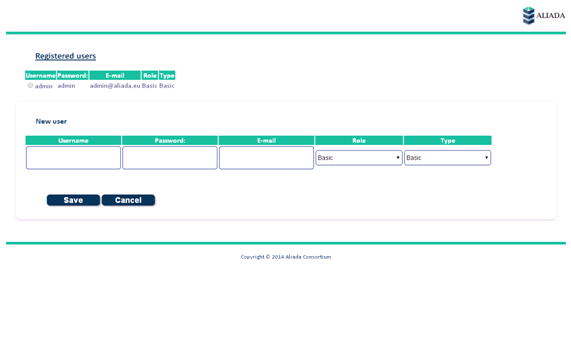 ALIADA
Registered users
Username Password: E-mail Role Type
admin admin admin@aliada.eu Basic Basic
New user
Username Password: E-mail Role Type
Basic Basic
Save Cancel
Copyright © 2014 Aliada Consortium